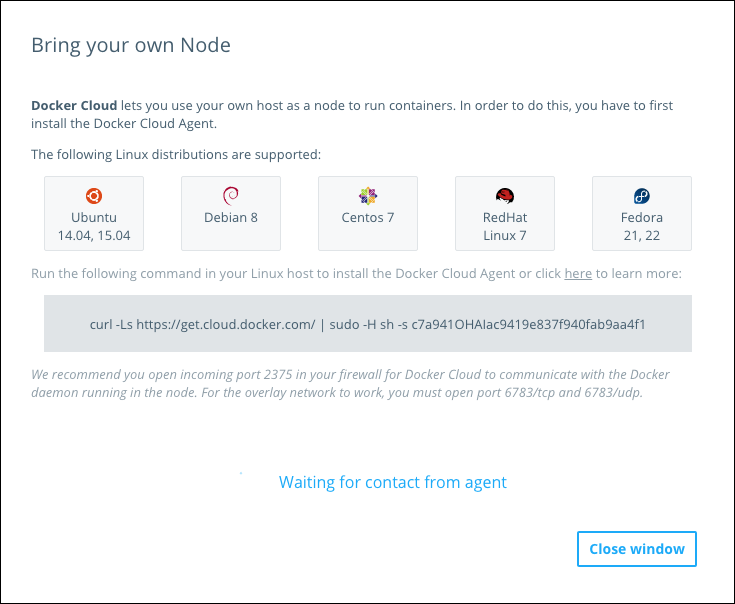 Bring your own Node
Docker Cloud lets you use your own host as a node to run containers. In order to do this, you have to first
install the Docker Cloud Agent.
The following Linux distributions are supported:
Ubuntu
14.04, 15.04
Debian 8
Centos 7
RedHat
Linux 7
Fedora
21, 22
Run the following command in your Linux host to install the Docker Cloud Agent or click here to learn more:
curl -Ls https://get.cloud.docker.com/ | sudo -H sh -s c7a941OHAIac9419e837f940fab9aa4f1
We recommend you open incoming port 2375 in your firewall for Docker Cloud to communicate with the Docker
daemon running in the node. For the overlay network to work, you must open port 6783/tcp and 6783/udp.
Waiting for contact from agent
Close window